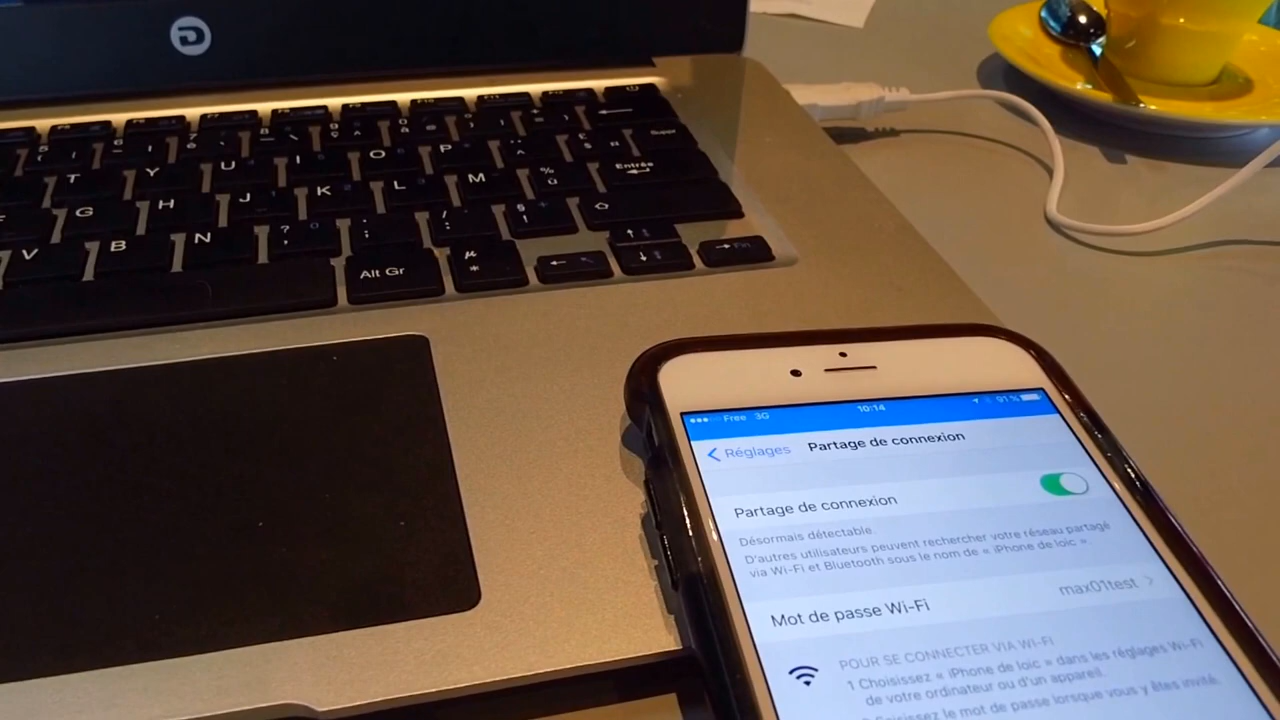 G
Suppr
T Y U I O P
Entrée
G H J K L M
V B N
Alt Gr
µ
*
Fin
Free 3G 10:14 91 %
Réglages Partage de connexion
Partage de connexion
Désormais détectable.
D'autres utilisateurs peuvent rechercher votre réseau partagé
via Wi-Fi et Bluetooth sous le nom de « iPhone de loic ».
Mot de passe Wi-Fi max01test
POUR SE CONNECTER VIA WI-FI
1 Choisissez « iPhone de loic » dans les réglages Wi-Fi
de votre ordinateur ou d'un appareil.
Saisissez le mot de passe lorsque vous y êtes invité.